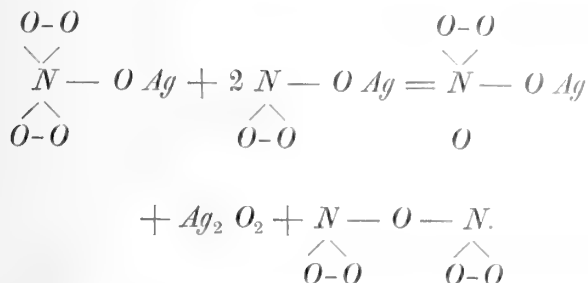 O-O O-O
N — O Ag + 2 N — O Ag = N — O Ag
O-O O-O O
+ Ag₂ O₂ + N — O — N.
O-O O-O